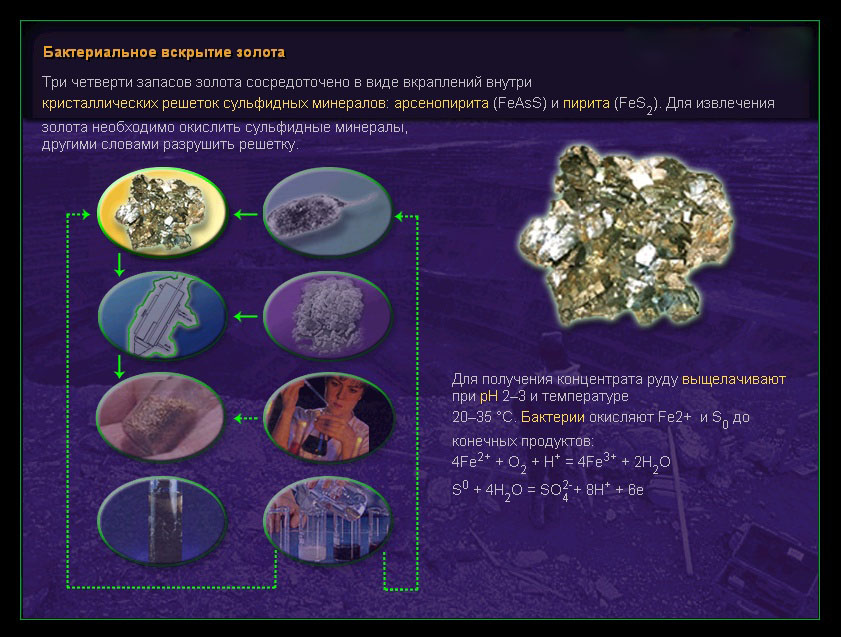 Бактериальное вскрытие золота
Три четверти запасов золота сосредоточено в виде вкраплений внутри
кристаллических решеток сульфидных минералов: арсенопирита (FeAsS) и пирита (FeS2). Для извлечения
золота необходимо окислить сульфидные минералы,
другими словами разрушить решетку.
Для получения концентрата руду выщелачивают
при pH 2–3 и температуре
20–35 °С. Бактерии окисляют Fe2+ и S0 до
конечных продуктов:
4Fe2+ + O2 + H+ = 4Fe3+ + 2H2O
S0 + 4H2O = SO42- + 8H+ + 6e